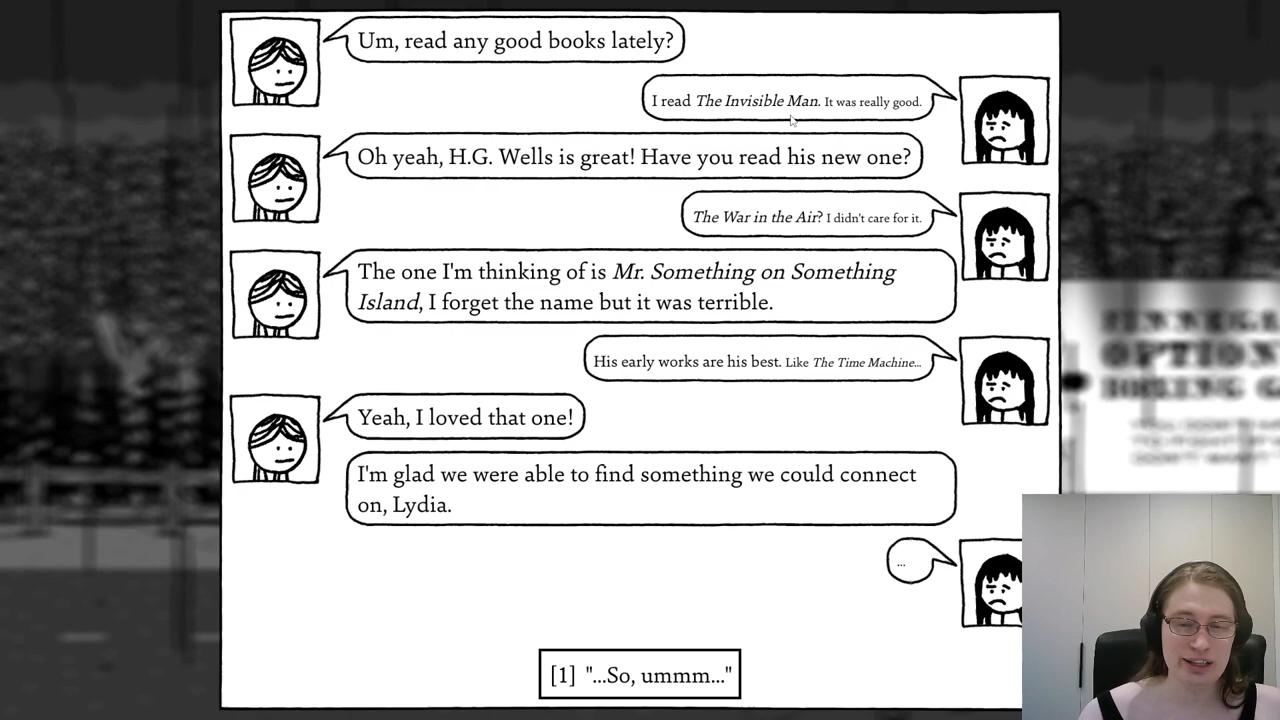 Um, read any good books lately?
I read The Invisible Man. It was really good.
Oh yeah, H.G. Wells is great! Have you read his new one?
The War in the Air? I didn't care for it.
The one I'm thinking of is Mr. Something on Something
Island, I forget the name but it was terrible.
His early works are his best. Like The Time Machine...
Yeah, I loved that one!
I'm glad we were able to find something we could connect
on, Lydia.
...
[1] "...So, ummm..."